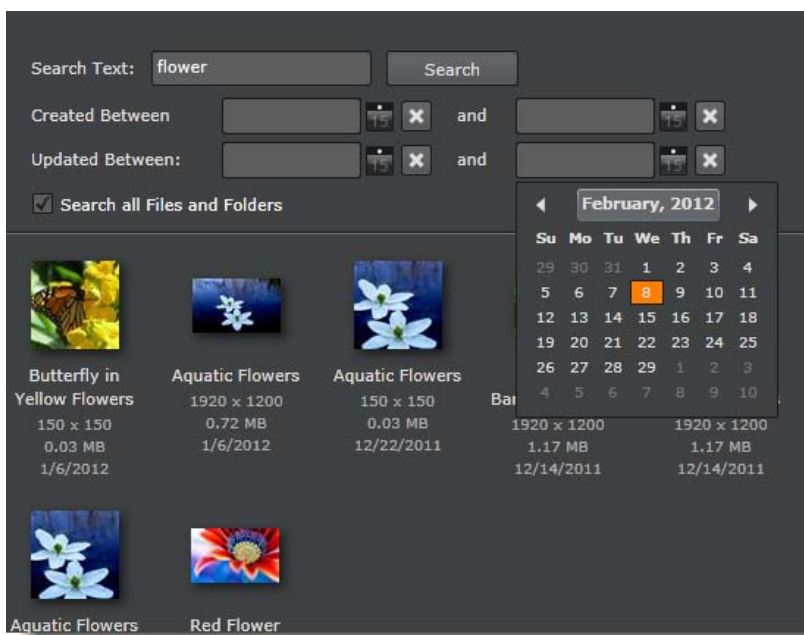 Search Text: flower Search
Created Betwee 15 and 15
Updated Between: 15 and 15
Search all Files and Folders
February, 2012
Su Mo Tu We Th Fr Sa
29 30 31 1 2 3 4
5 6 7 8 9 10 11
12 13 14 15 16 17 18
19 20 21 22 23 24 25
26 27 28 29 1 2 3
4 5 6 7 8 9 10
Butterfly in
Yellow Flowers
150 x 150
0.03 MB
1/6/2012
Aquatic Flowers
1920 x 1200
0.72 MB
1/6/2012
Aquatic Flowers
150 x 150
0.03 MB
12/22/2011
1920 x 1200
1.17 MB
12/14/2011
1920 x 1200
1.17 MB
12/14/2011
Aquatic Flowers
Red Flower